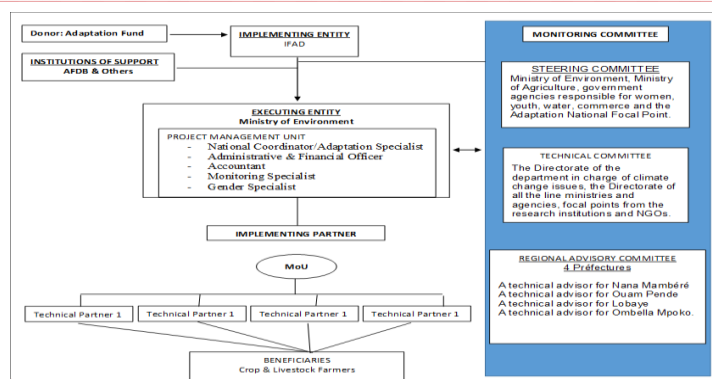 Donor: Adaptation Fund
IMPLEMENTING ENTITY
IFAD
INSTITUTIONS OF SUPPORT
AFDB & Others
EXECUTING ENTITY
Ministry of Environment
PROJECT MANAGEMENT UNIT
- National Coordinator/Adaptation Specialist
- Administrative & Financial Officer
- Accountant
- Monitoring Specialist
- Gender Specialist
IMPLEMENTING PARTNER
MoU
Technical Partner 1
Technical Partner 1
Technical Partner 1
Technical Partner 1
BENEFICIARIES
Crop & Livestock Farmers
MONITORING COMMITTEE
STEERING COMMITTEE
Ministry of Environment, Ministry
of Agriculture, government
agencies responsible for women,
youth, water, commerce and the
Adaptation National Focal Point.
TECHNICAL COMMITTEE
The Directorate of the
department in charge of climate
change issues, the Directorate of
all the line ministries and
agencies, focal points from the
research institutions and NGOs.
REGIONAL ADVISORY COMMITTEE
4 Préfectures
A technical advisor for Nana Mambéré
A technical advisor for Ouam Pende
A technical advisor for Lobaye
A technical advisor for Ombella Mpoko.